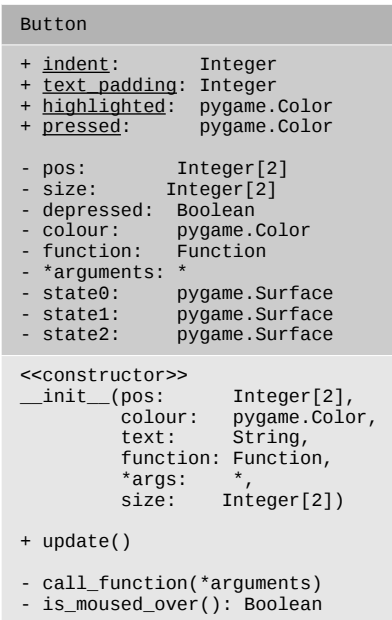 Button
+ indent: Integer
+ text_padding: Integer
+ highlighted: pygame.Color
+ pressed: pygame.Color
- pos: Integer[2]
- size: Integer[2]
- depressed: Boolean
- colour: pygame.Color
- function: Function
- *arguments: *
- state0: pygame.Surface
- state1: pygame.Surface
- state2: pygame.Surface
<<constructor>>
__init__(pos: Integer[2],
colour: pygame.Color,
text: String,
function: Function,
*args: *,
size: Integer[2])
+ update()
- call_function(*arguments)
- is_moused_over(): Boolean